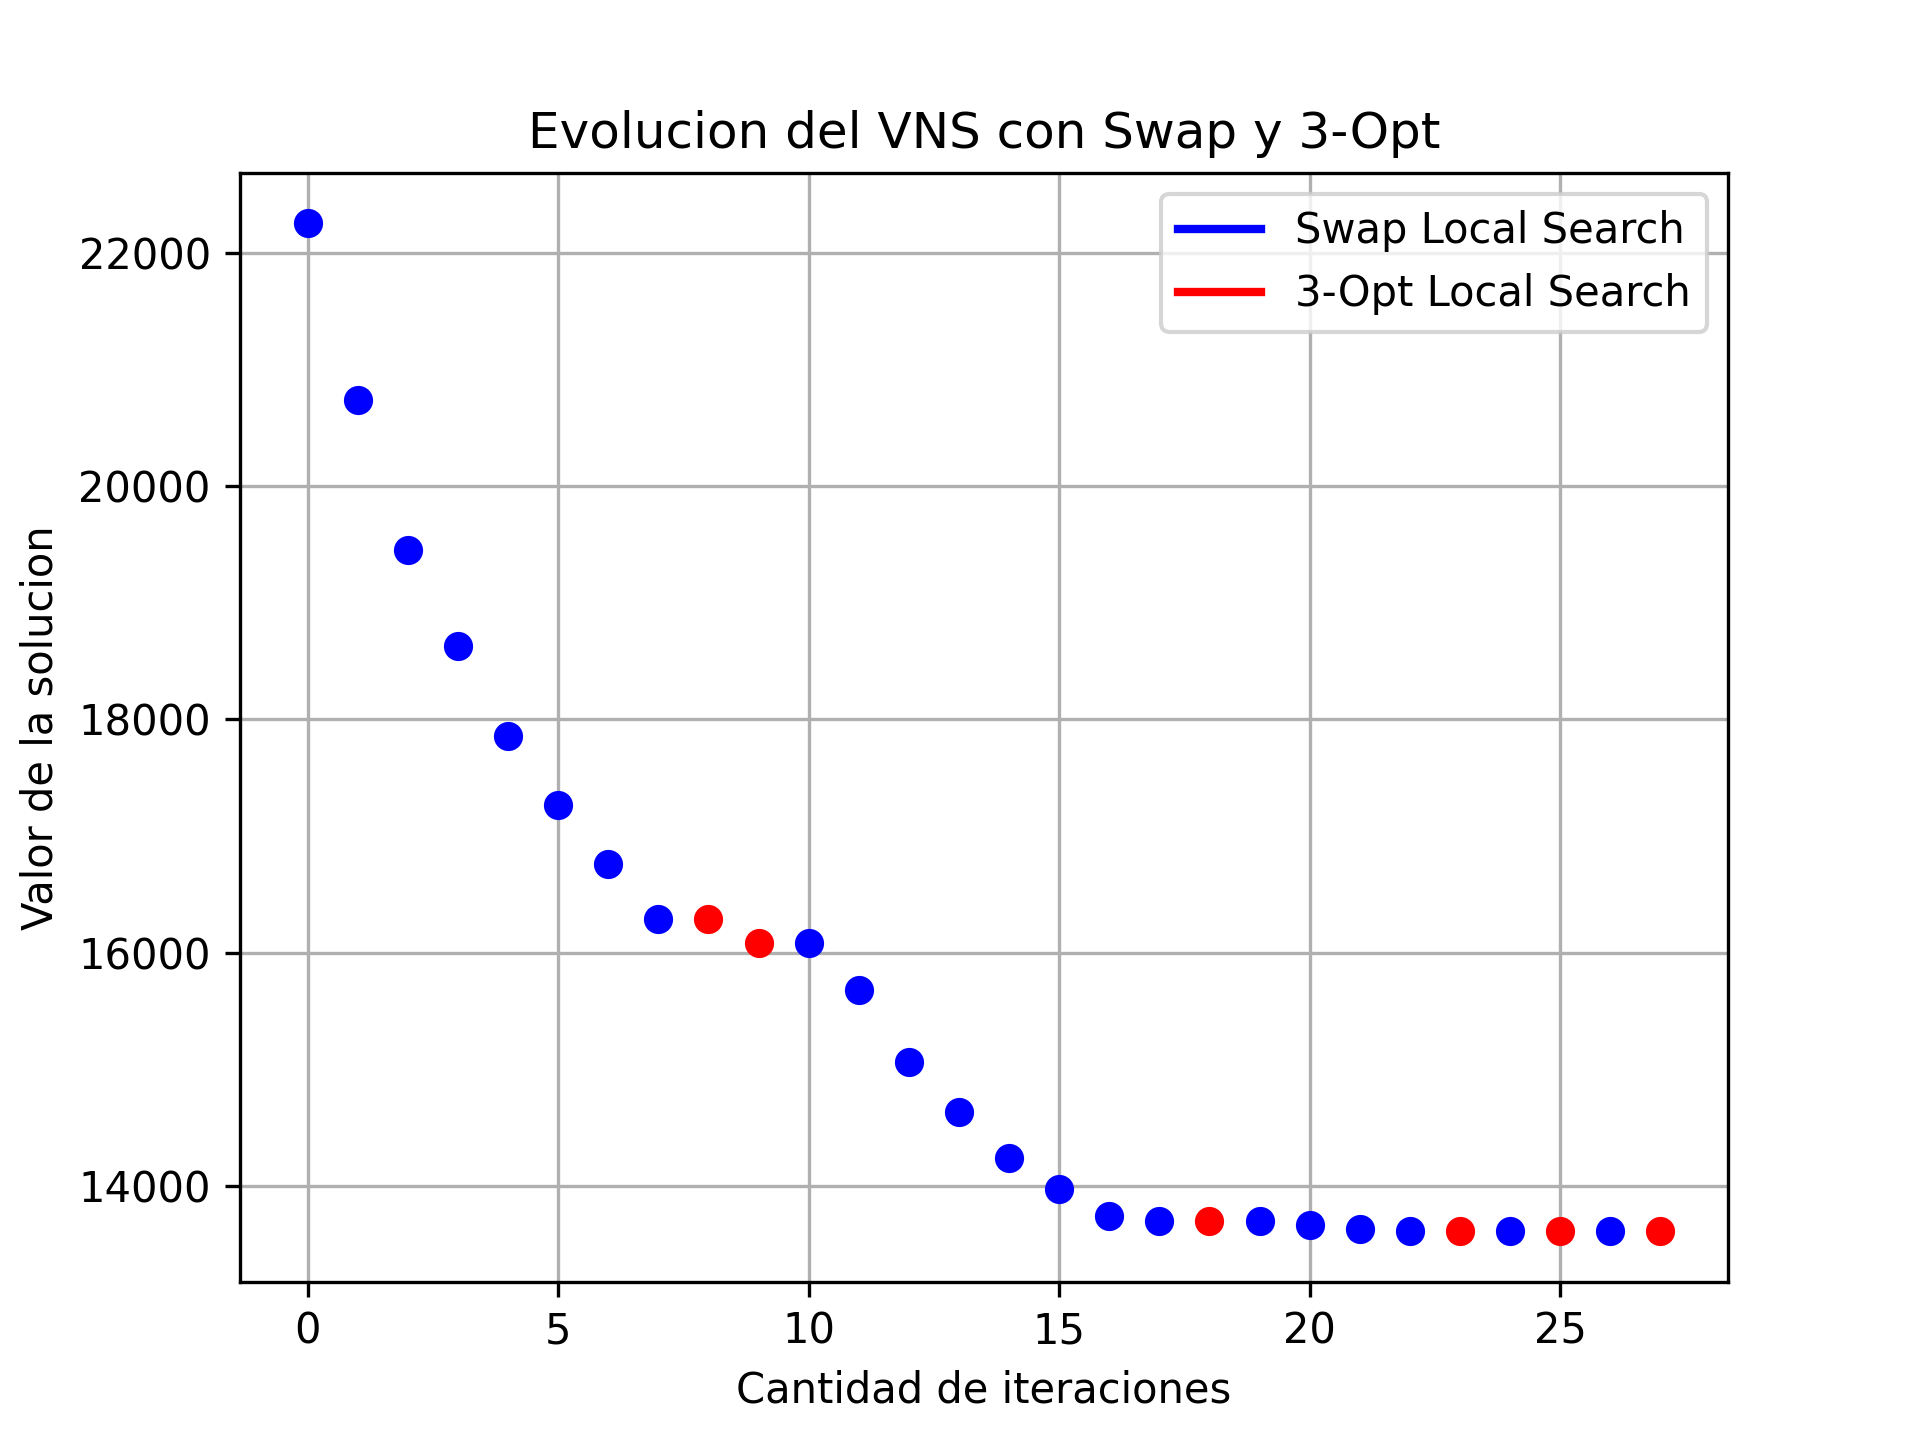 Evolucion del VNS con Swap y 3-Opt
Swap Local Search
3-Opt Local Search
22000
20000
18000
16000
14000
Valor de la solucion
0 5 10 15 20 25
Cantidad de iteraciones